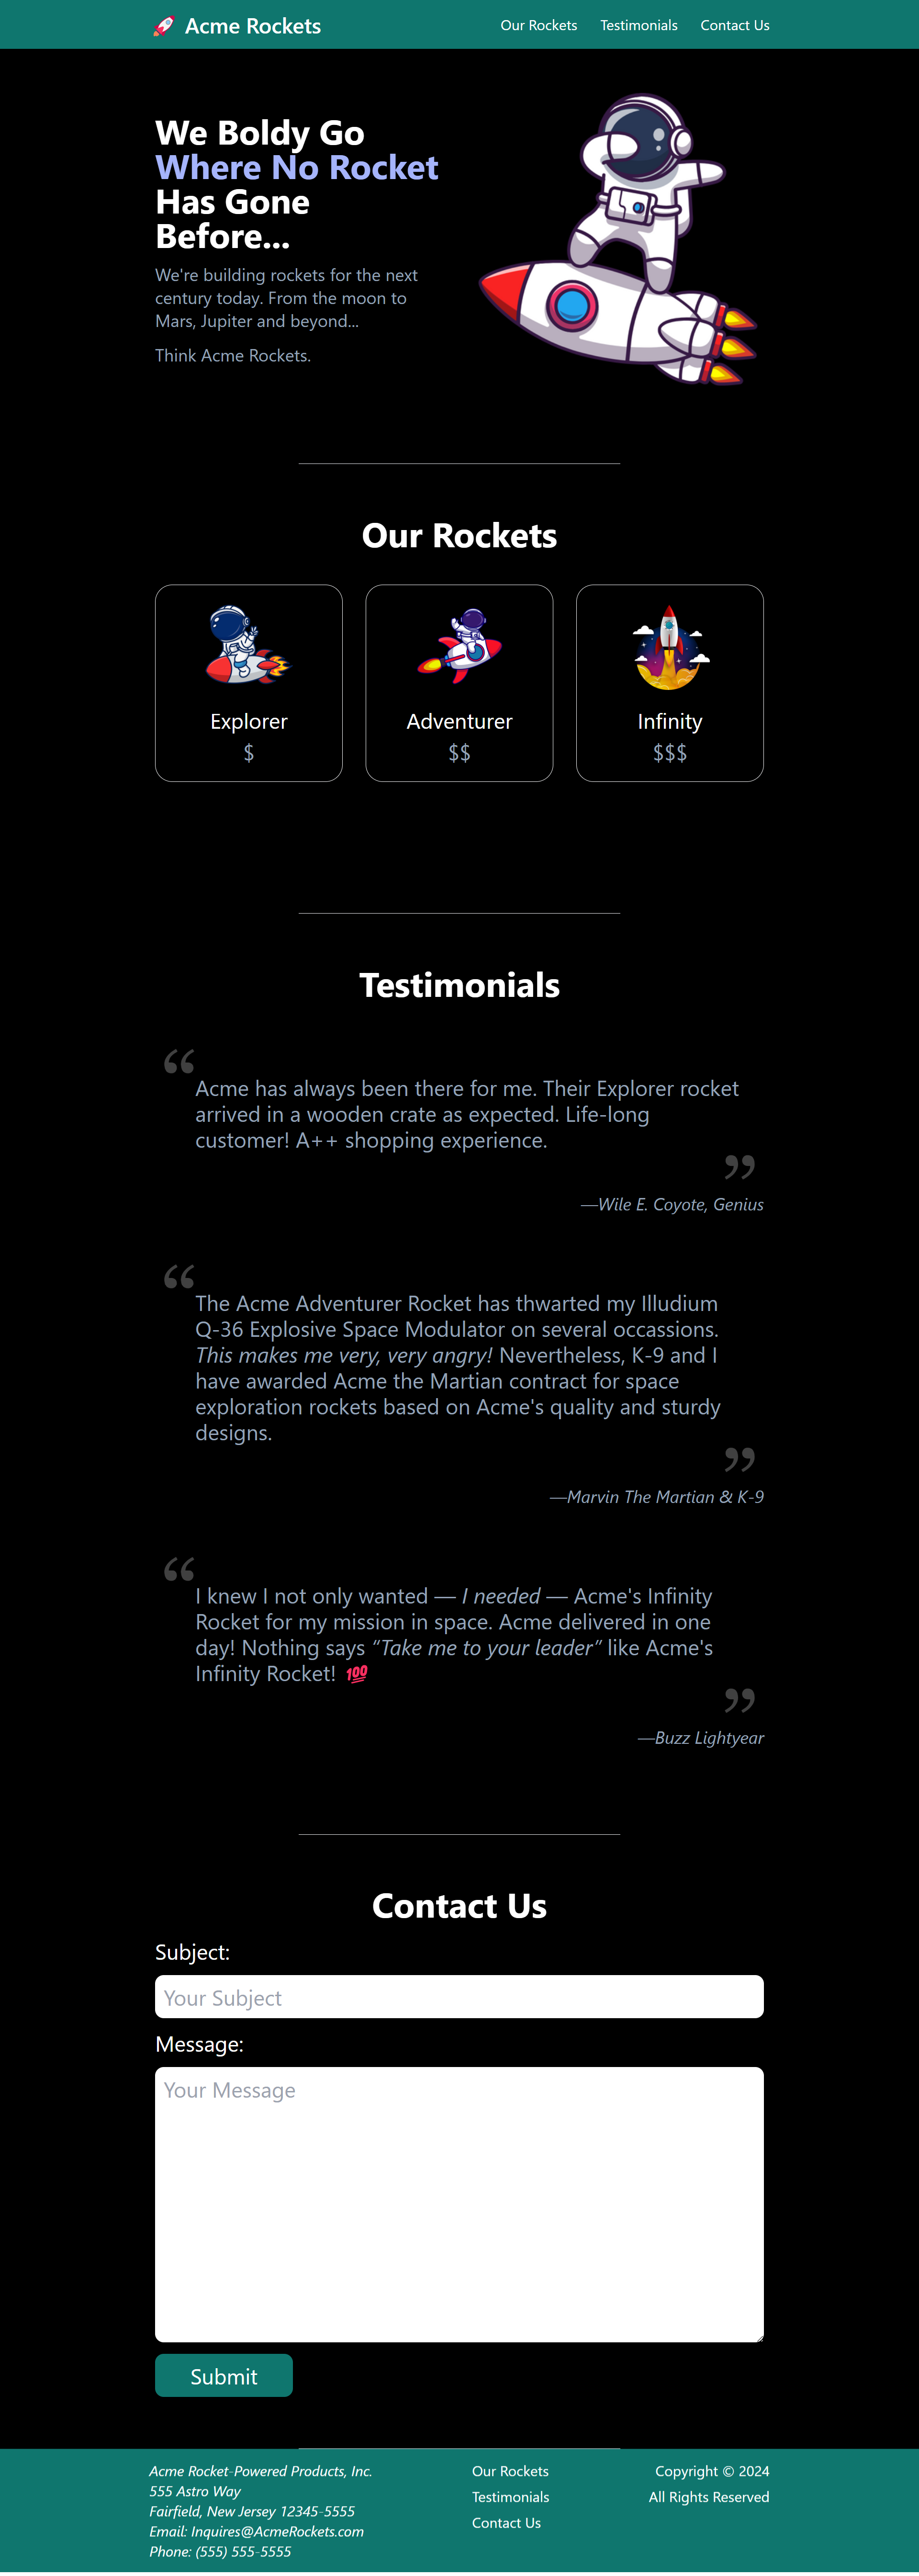 🚀 Acme Rockets
Our Rockets
Testimonials
Contact Us
We Boldy Go
Where No Rocket
Has Gone
Before...
We're building rockets for the next
century today. From the moon to
Mars, Jupiter and beyond...
Think Acme Rockets.
Our Rockets
Explorer
$
Adventurer
$$
Infinity
$$$
Testimonials
“
Acme has always been there for me. Their Explorer rocket
arrived in a wooden crate as expected. Life-long
customer! A++ shopping experience.
”
—Wile E. Coyote, Genius
“
The Acme Adventurer Rocket has thwarted my Illudium
Q-36 Explosive Space Modulator on several occassions.
This makes me very, very angry! Nevertheless, K-9 and I
have awarded Acme the Martian contract for space
exploration rockets based on Acme's quality and sturdy
designs.
”
—Marvin The Martian & K-9
“
I knew I not only wanted — I needed — Acme's Infinity
Rocket for my mission in space. Acme delivered in one
day! Nothing says “Take me to your leader” like Acme's
Infinity Rocket! 💯
”
—Buzz Lightyear
Contact Us
Subject:
Your Subject
Message:
Your Message
Submit
Acme Rocket-Powered Products, Inc.
555 Astro Way
Fairfield, New Jersey 12345-5555
Email: Inquires@AcmeRockets.com
Phone: (555) 555-5555
Our Rockets
Testimonials
Contact Us
Copyright © 2024
All Rights Reserved